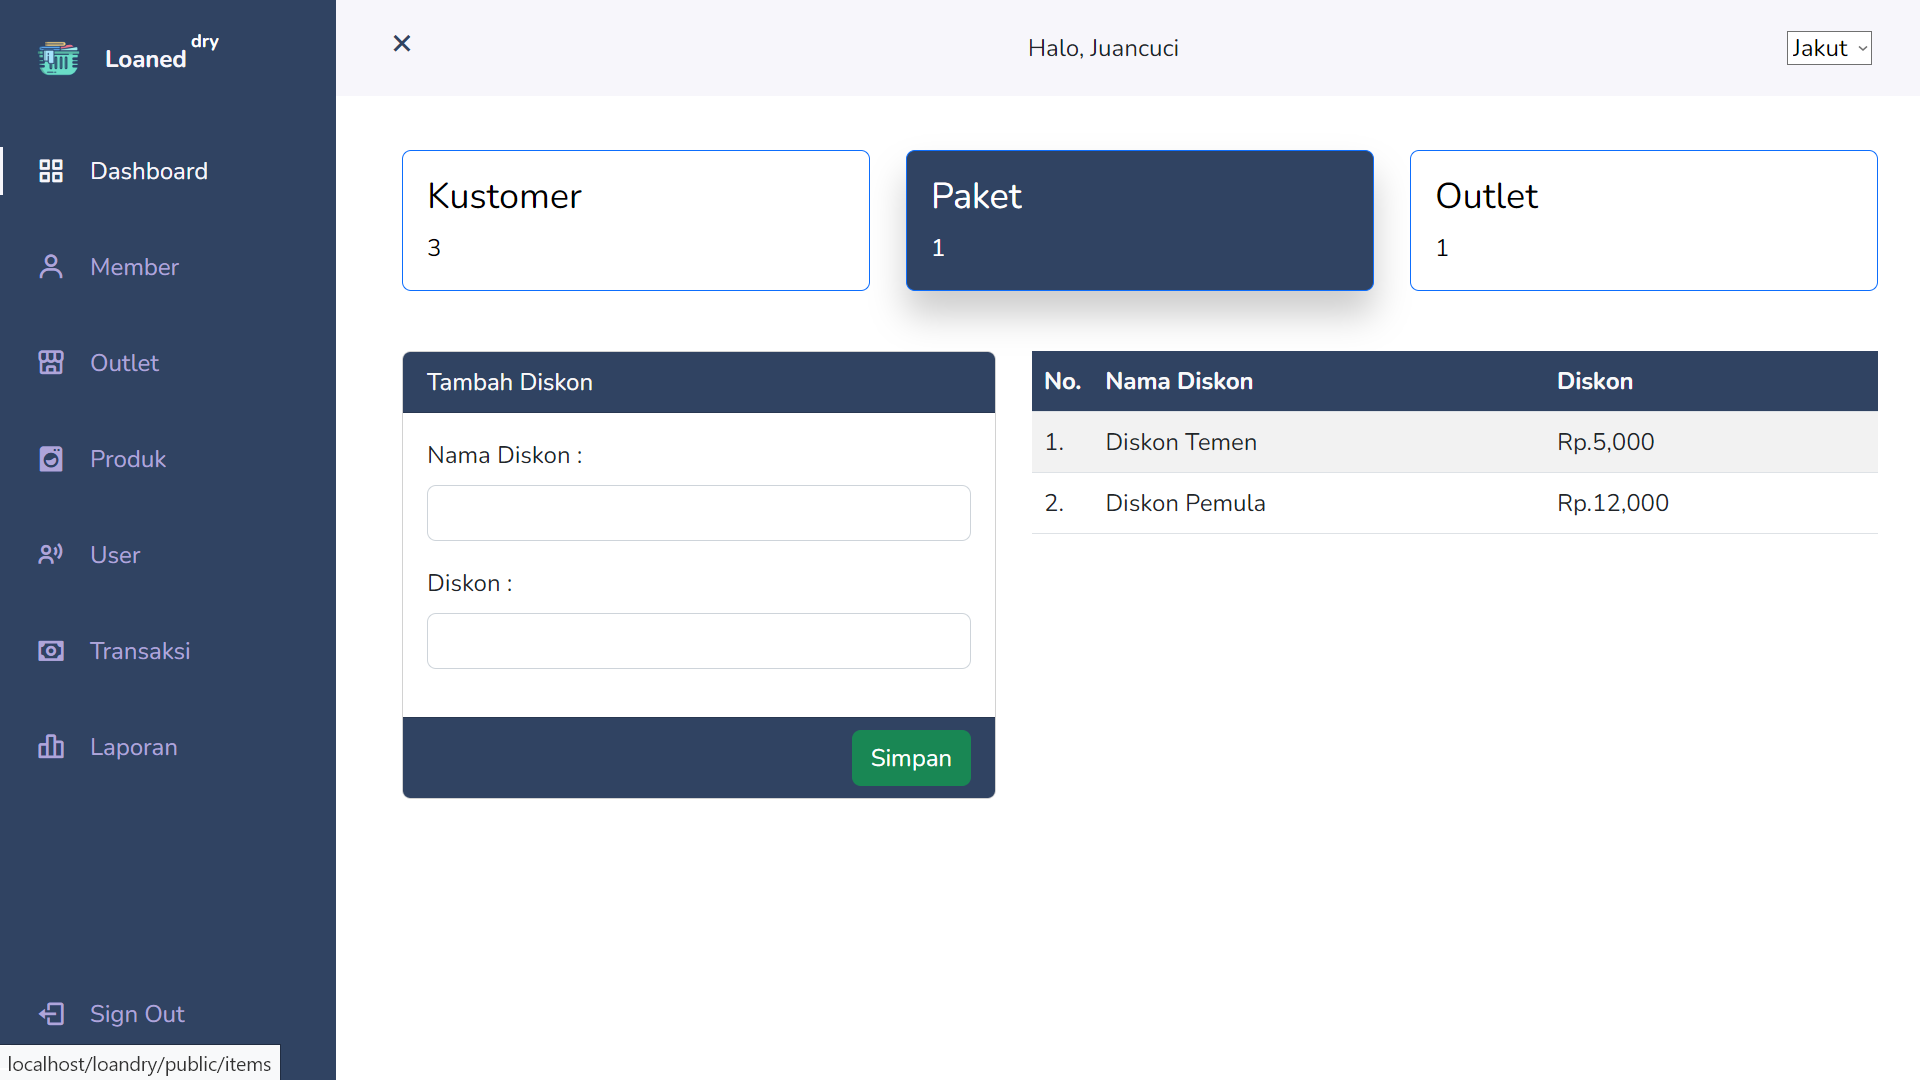 Loaned dry
Dashboard
Member
Outlet
Produk
User
Transaksi
Laporan
Sign Out
localhost/loandry/public/items
Halo, Juancuci
Jakut
Kustomer
3
Paket
1
Outlet
1
Tambah Diskon
Nama Diskon :
Diskon :
Simpan
No. Nama Diskon Diskon
1. Diskon Temen Rp.5,000
2. Diskon Pemula Rp.12,000